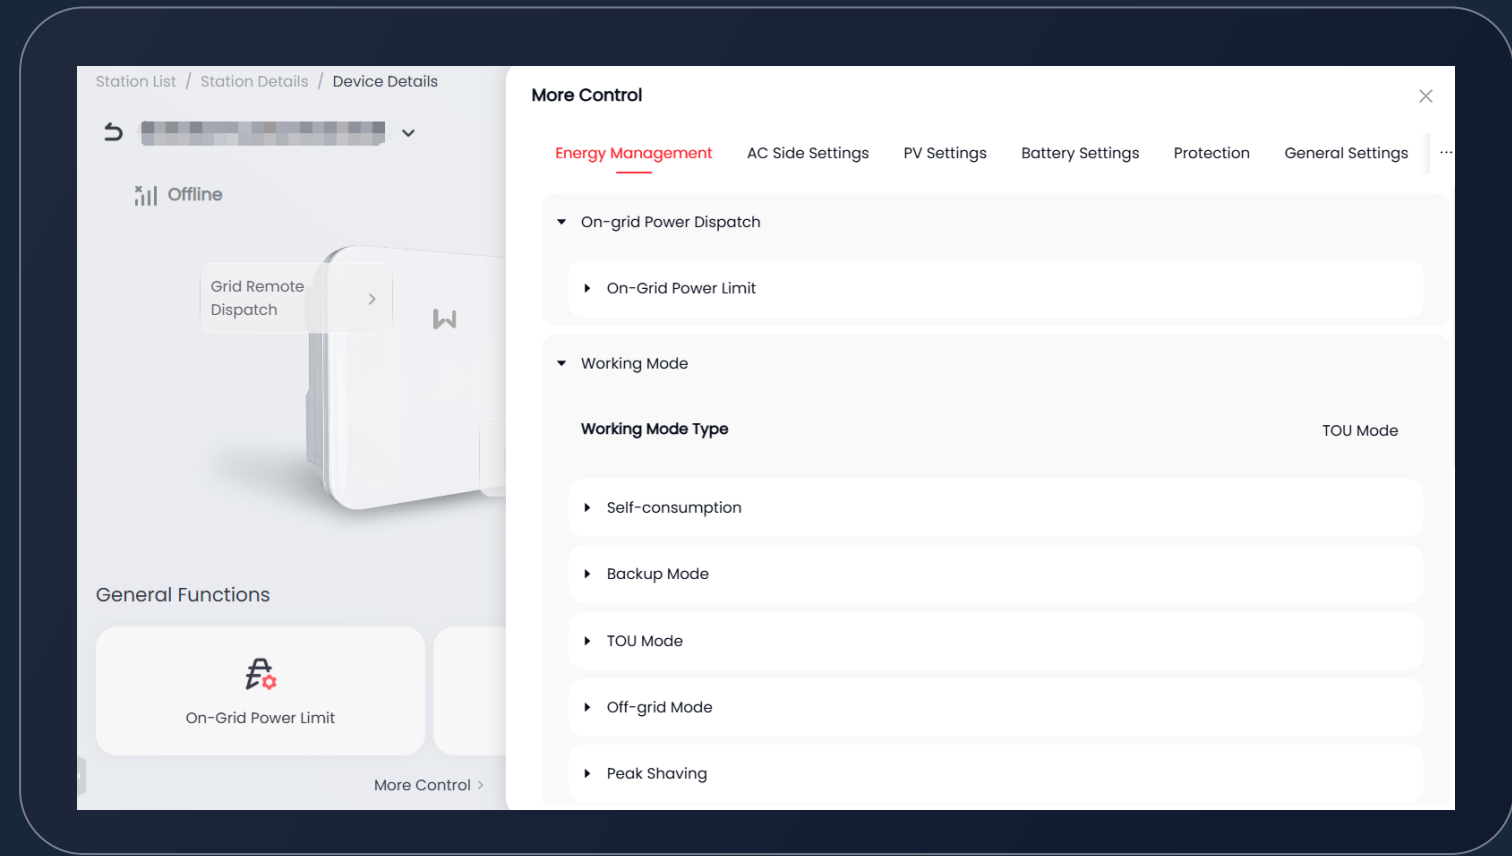 Station List / Station Details / Device Details
Offline
Grid Remote
Dispatch
General Functions
On-Grid Power Limit
More Control >
More Control
Energy Management AC Side Settings PV Settings Battery Settings Protection General Settings ...
On-grid Power Dispatch
On-Grid Power Limit
Working Mode
Working Mode Type TOU Mode
Self-consumption
Backup Mode
TOU Mode
Off-grid Mode
Peak Shaving